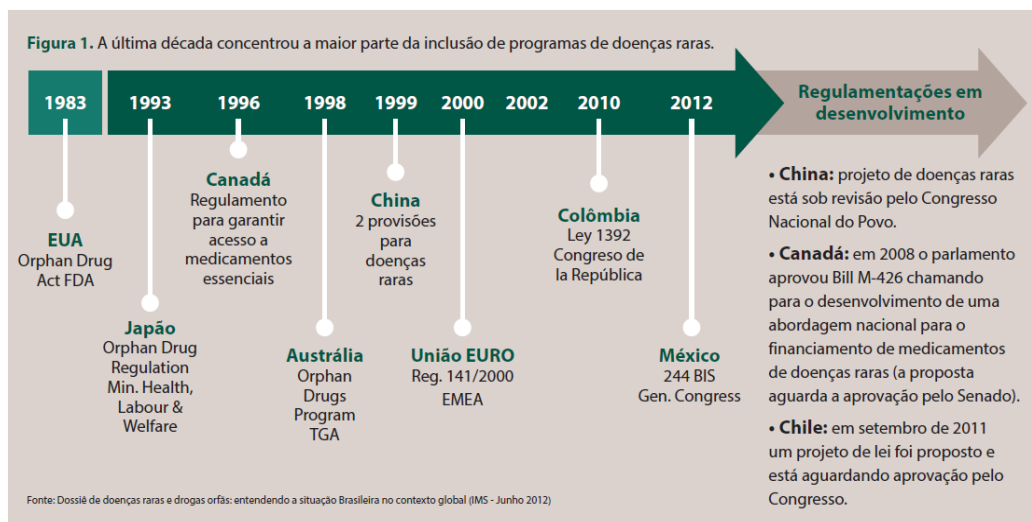 Figura 1. A última década concentrou a maior parte da inclusão de programas de doenças raras.
1983
1993
1996
1998
1999
2000
2002
2010
2012
Regulamentações em
desenvolvimento
EUA
Orphan Drug
Act FDA
Japão
Orphan Drug
Regulation
Min. Health,
Labour &
Welfare
Canadá
Regulamento
para garantir
acesso a
medicamentos
essenciais
Austrália
Orphan
Drugs
Program
TGA
China
2 provisões
para
doenças
raras
União EURO
Reg. 141/2000
EMEA
Colômbia
Ley 1392
Congreso de
la República
México
244 BIS
Gen. Congress
• China: projeto de doenças raras
está sob revisão pelo Congresso
Nacional do Povo.
• Canadá: em 2008 o parlamento
aprovou Bill M-426 chamando
para o desenvolvimento de uma
abordagem nacional para o
financiamento de medicamentos
de doenças raras (a proposta
aguarda a aprovação pelo Senado).
• Chile: em setembro de 2011
um projeto de lei foi proposto e
está aguardando aprovação pelo
Congresso.
Fonte: Dossiê de doenças raras e drogas orfãs: entendendo a situação Brasileira no contexto global (IMS - Junho 2012)